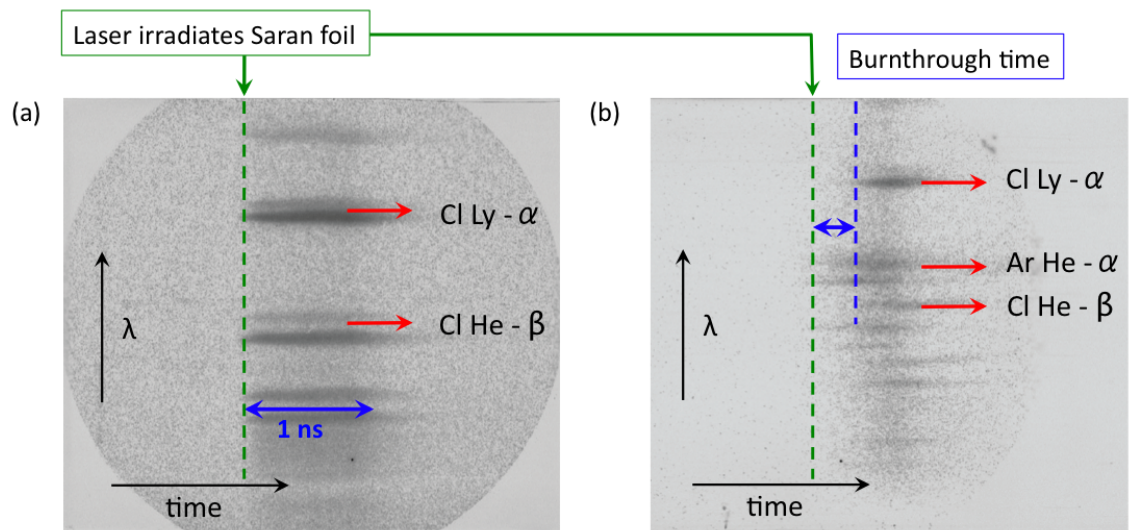 Laser irradiates Saran foil
Burnthrough time
(a)
Cl Ly - α
Cl He - β
λ
1 ns
time
(b)
Cl Ly - α
Ar He - α
Cl He - β
λ
time